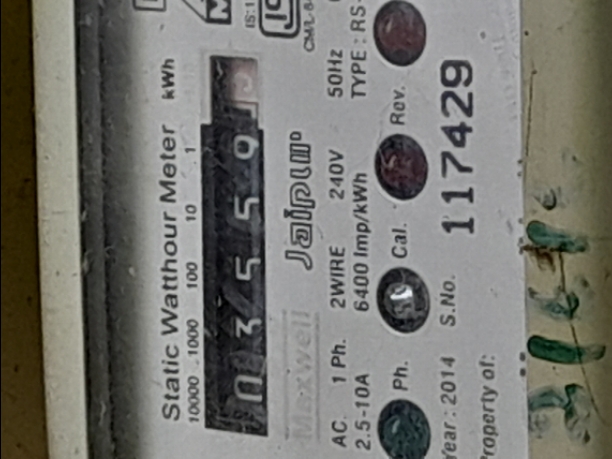 Static Watthour Meter kWh
10000 1000 100 10 1
0 3 5 5 9
Maxwell Jaipur
AC. 1 Ph. 2WIRE 240V 50Hz
2.5-10A 6400 Imp/kWh TYPE : RS-
Ph. Cal. Rev.
Year : 2014 S.No. 117429
Property of: